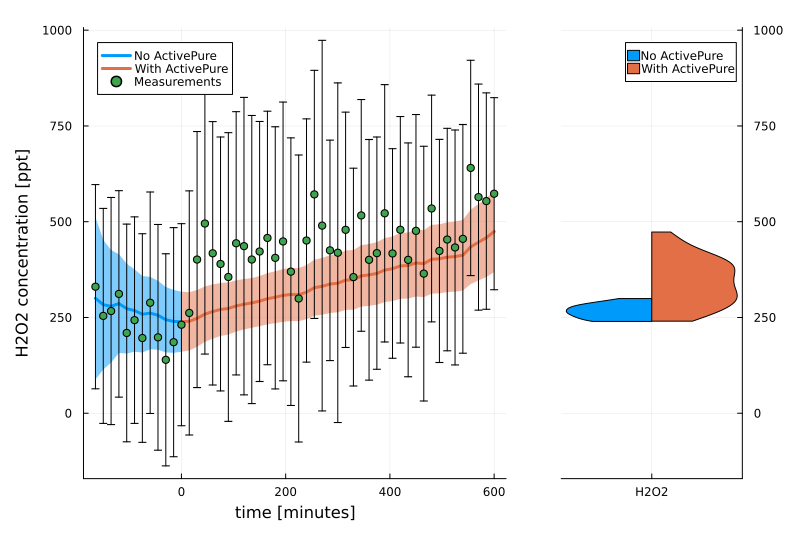 No ActivePure
With ActivePure
Measurements
H2O2 concentration [ppt]
1000
750
500
250
0
0
200
400
600
time [minutes]
No ActivePure
With ActivePure
1000
750
500
250
0
H2O2